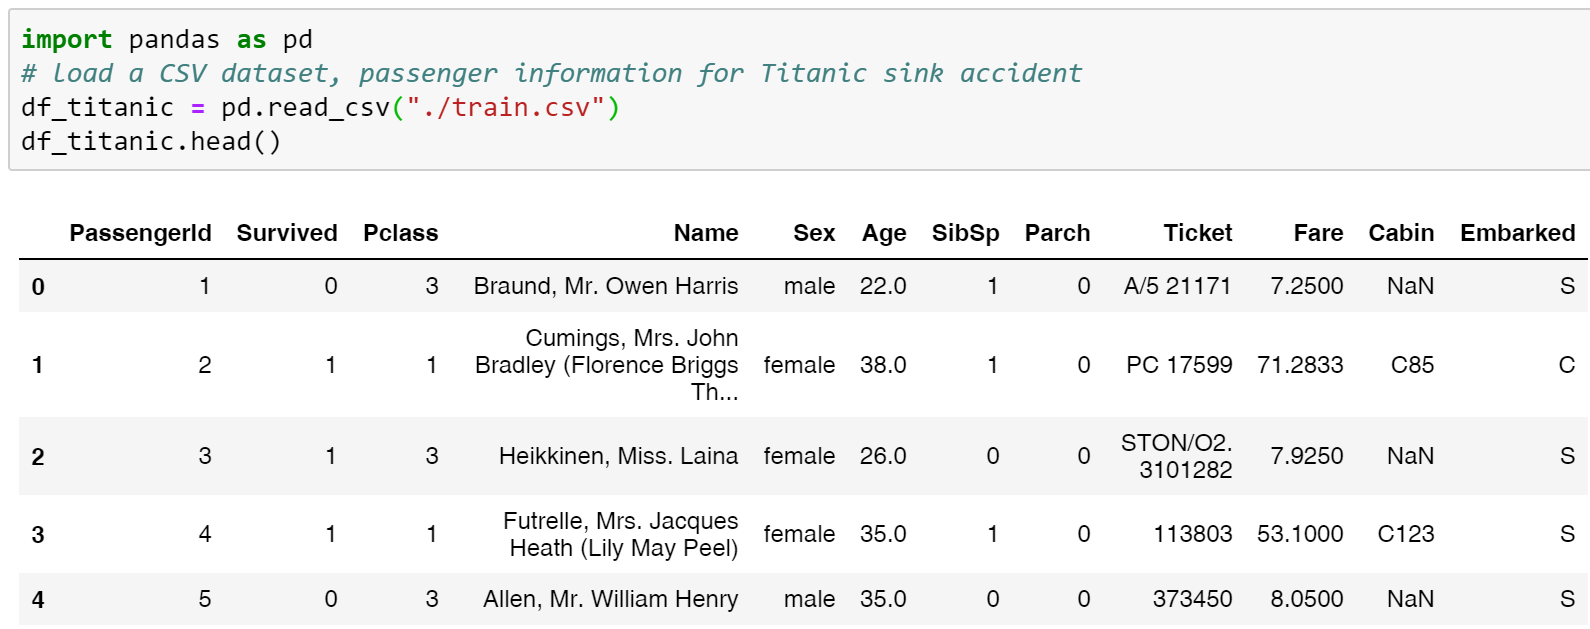 import pandas as pd
# load a CSV dataset, passenger information for Titanic sink accident
df_titanic = pd.read_csv("./train.csv")
df_titanic.head()
PassengerId Survived Pclass Name Sex Age SibSp Parch Ticket Fare Cabin Embarked
0 1 0 3 Braund, Mr. Owen Harris male 22.0 1 0 A/5 21171 7.2500 NaN S
Cumings, Mrs. John
1 2 1 1 Bradley (Florence Briggs female 38.0 1 0 PC 17599 71.2833 C85 C
Th...
2 3 1 3 Heikkinen, Miss. Laina female 26.0 0 0 STON/O2. 7.9250 NaN S
3101282
3 4 1 1 Futrelle, Mrs. Jacques female 35.0 1 0 113803 53.1000 C123 S
Heath (Lily May Peel)
4 5 0 3 Allen, Mr. William Henry male 35.0 0 0 373450 8.0500 NaN S